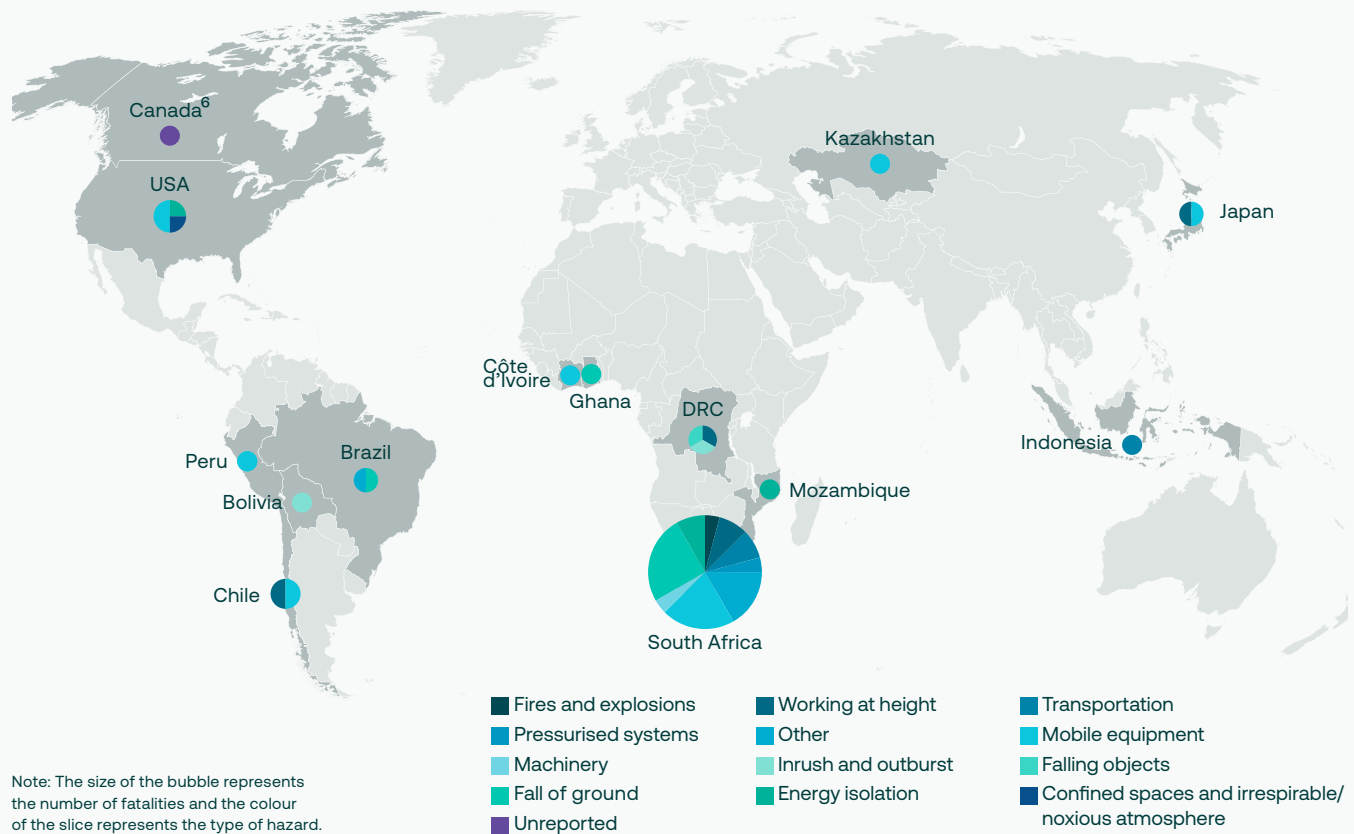 Canada⁶
USA
Kazakhstan
Japan
Côte
d’Ivoire
Ghana
DRC
Peru
Brazil
Indonesia
Bolivia
Mozambique
Chile
South Africa
Fires and explosions
Working at height
Transportation
Pressurised systems
Other
Mobile equipment
Machinery
Inrush and outburst
Falling objects
Fall of ground
Energy isolation
Confined spaces and irrespirable/
noxious atmosphere
Unreported
Note: The size of the bubble represents
the number of fatalities and the colour
of the slice represents the type of hazard.